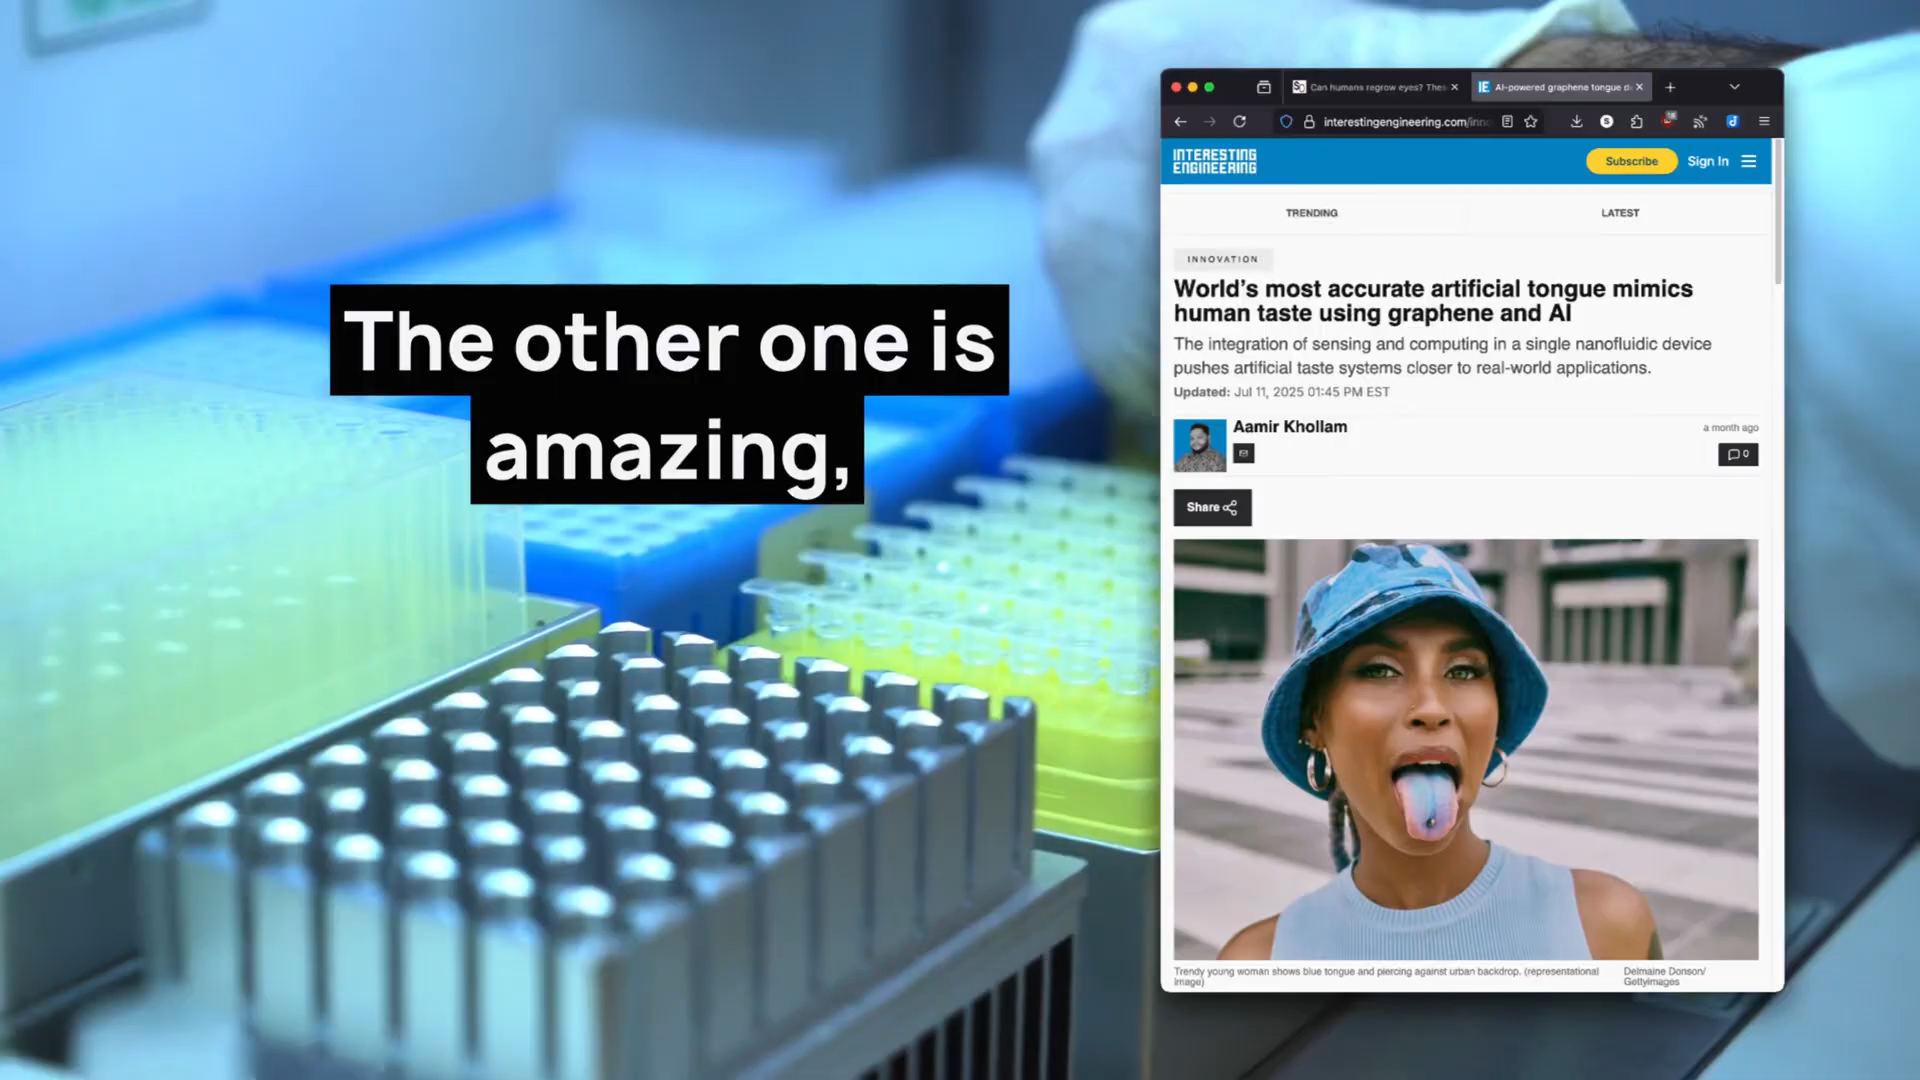 The other one is
amazing,
Can humans regrow eyes? Thes
AI-powered graphene tongue d
interestingengineering.com/inno
INTERESTING
ENGINEERING
Subscribe
Sign In
TRENDING
LATEST
INNOVATION
World's most accurate artificial tongue mimics
human taste using graphene and AI
The integration of sensing and computing in a single nanofluidic device
pushes artificial taste systems closer to real-world applications.
Updated: Jul 11, 2025 01:45 PM EST
Aamir Khollam
a month ago
0
Share
Trendy young woman shows blue tongue and piercing against urban backdrop. (representational
image)
Delmaine Donson/
Gettyimages